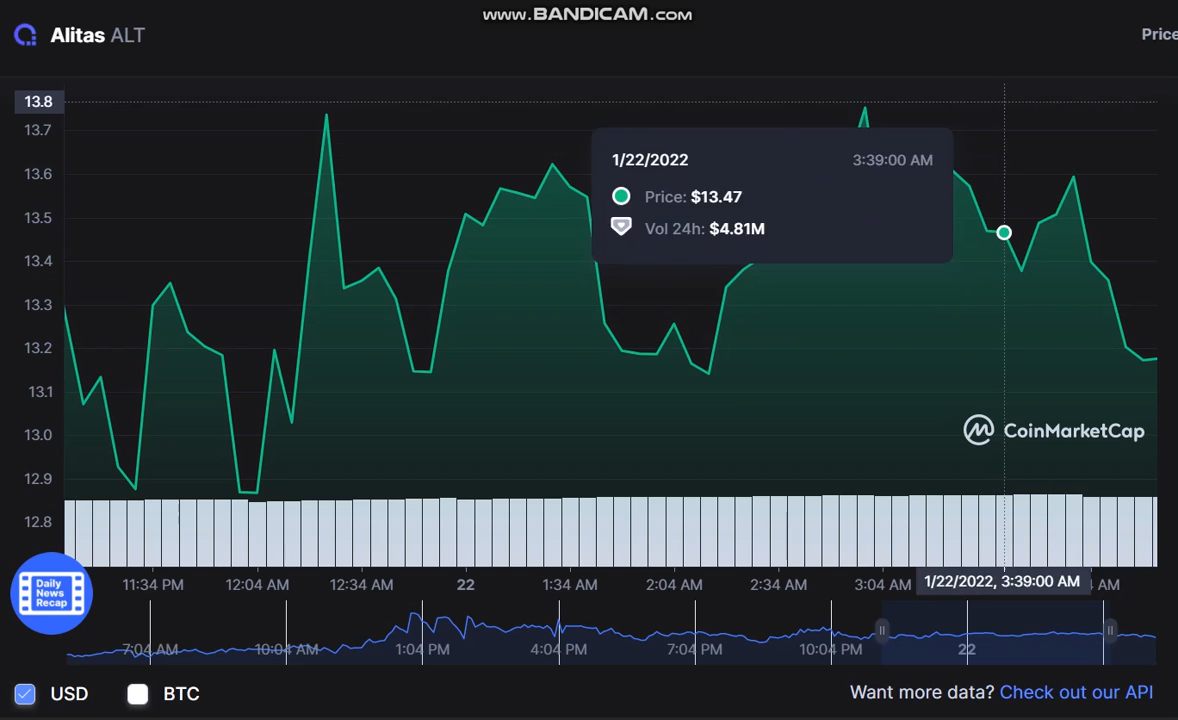 www.BANDICAM.com
Alitas ALT
Price
13.8
13.7
13.6
13.5
13.4
13.3
13.2
13.1
13.0
12.9
12.8
1/22/2022 3:39:00 AM
Price: $13.47
Vol 24h: $4.81M
CoinMarketCap
Daily
News
Recap
11:34 PM 12:04 AM 12:34 AM 22 1:34 AM 2:04 AM 2:34 AM 3:04 AM 1/22/2022, 3:39:00 AM AM
7:04 AM 10:04 AM 1:04 PM 4:04 PM 7:04 PM 10:04 PM 22
USD BTC
Want more data? Check out our API